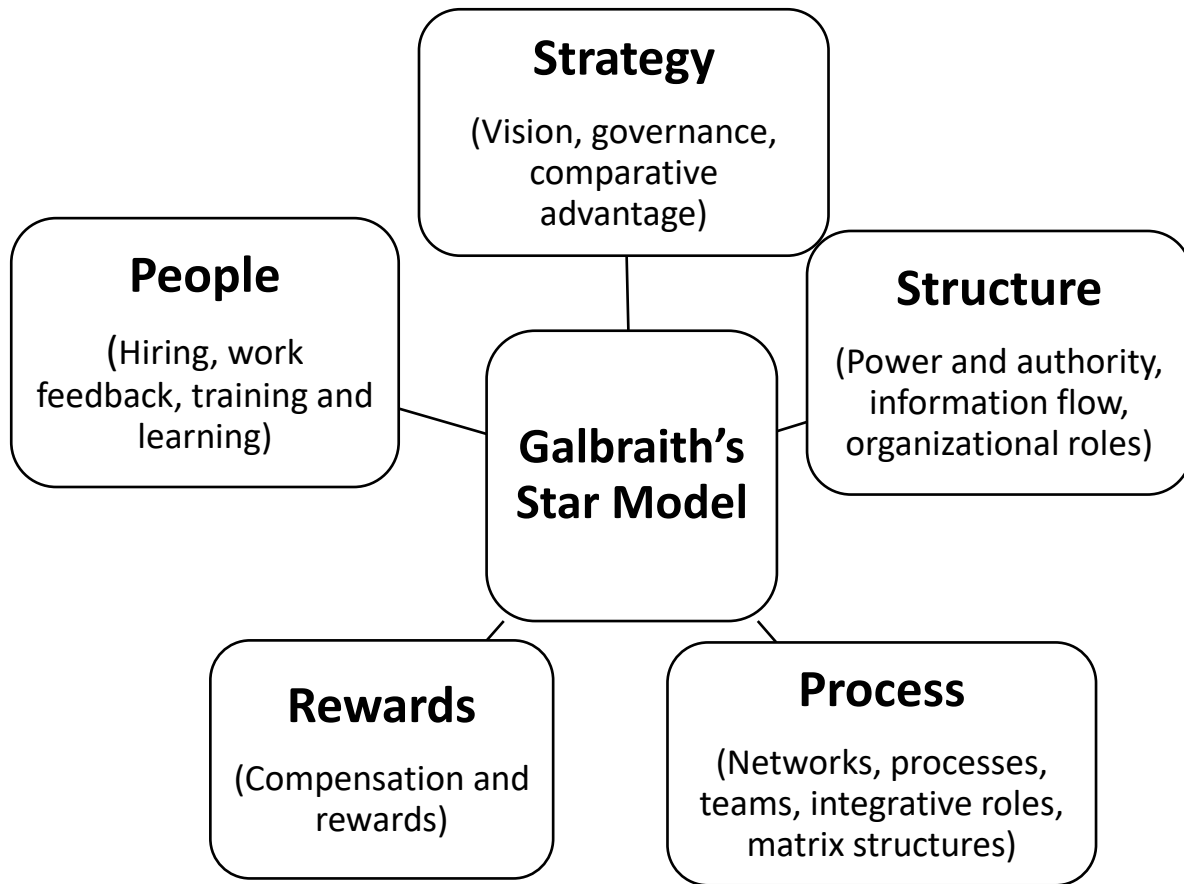 Strategy
(Vision, governance,
comparative
advantage)
People
(Hiring, work
feedback, training and
learning)
Structure
(Power and authority,
information flow,
organizational roles)
Galbraith’s
Star Model
Rewards
(Compensation and
rewards)
Process
(Networks, processes,
teams, integrative roles,
matrix structures)